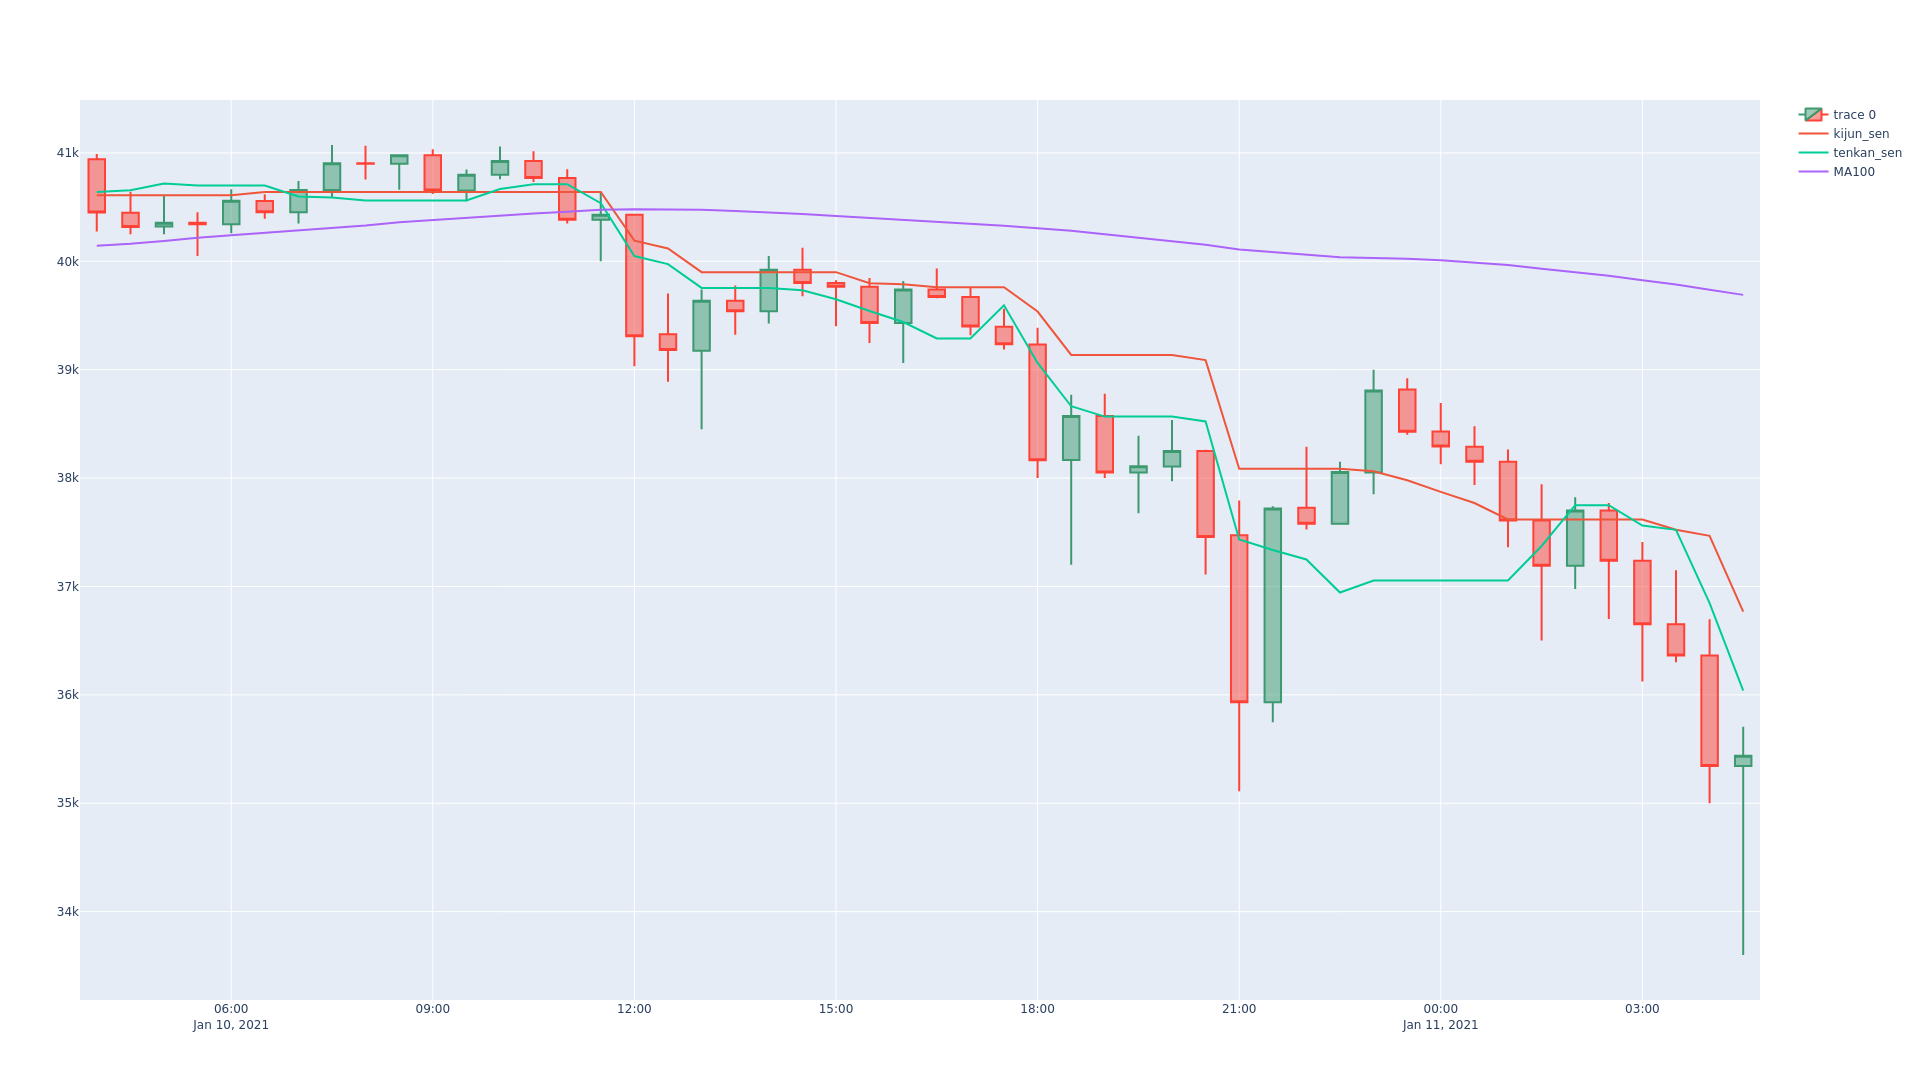 trace 0
kijun_sen
tenkan_sen
MA100
41k
40k
39k
38k
37k
36k
35k
34k
06:00
Jan 10, 2021
09:00
12:00
15:00
18:00
21:00
00:00
Jan 11, 2021
03:00